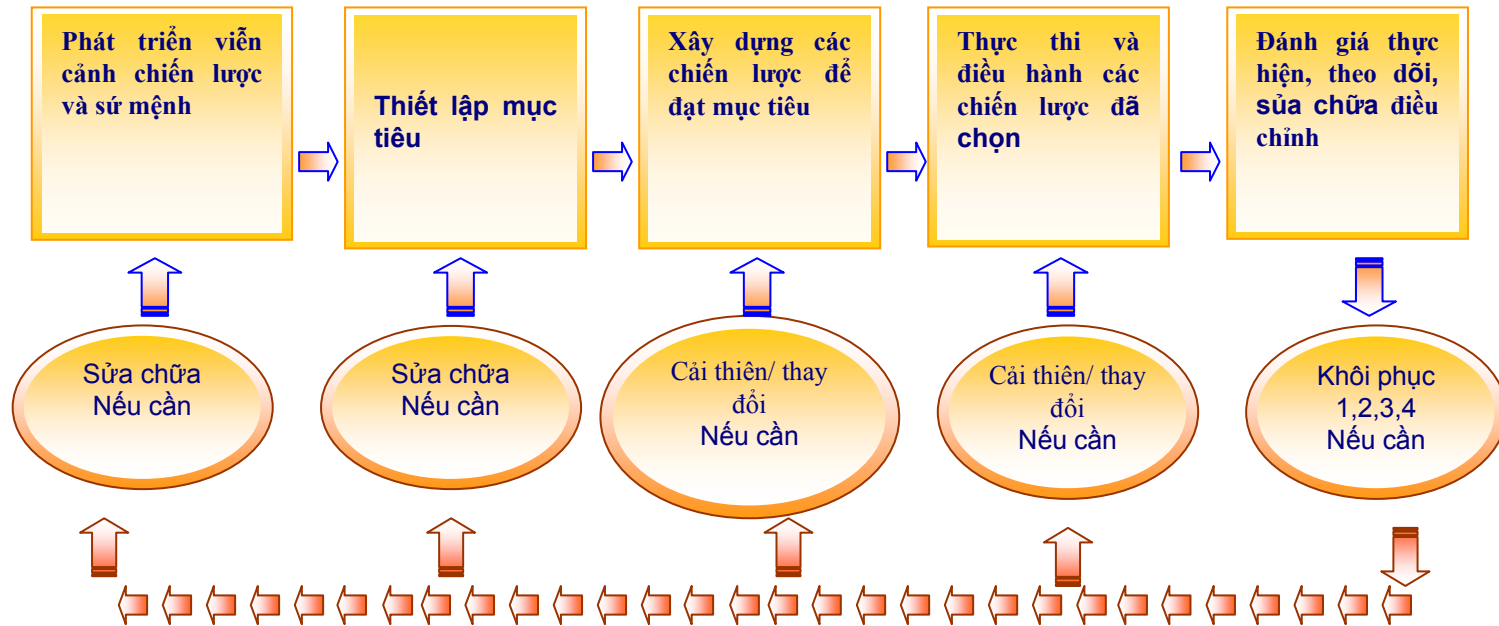 Phát triển viễn
cảnh chiến lược
và sứ mệnh
Thiết lập mục
tiêu
Xây dựng các
chiến lược để
đạt mục tiêu
Thực thi và
điều hành các
chiến lược đã
chọn
Đánh giá thực
hiện, theo dõi,
sủa chữa điều
chỉnh
Sửa chữa
Nếu cần
Sửa chữa
Nếu cần
Cải thiên/ thay
đổi
Nếu cần
Cải thiên/ thay
đổi
Nếu cần
Khôi phục
1,2,3,4
Nếu cần